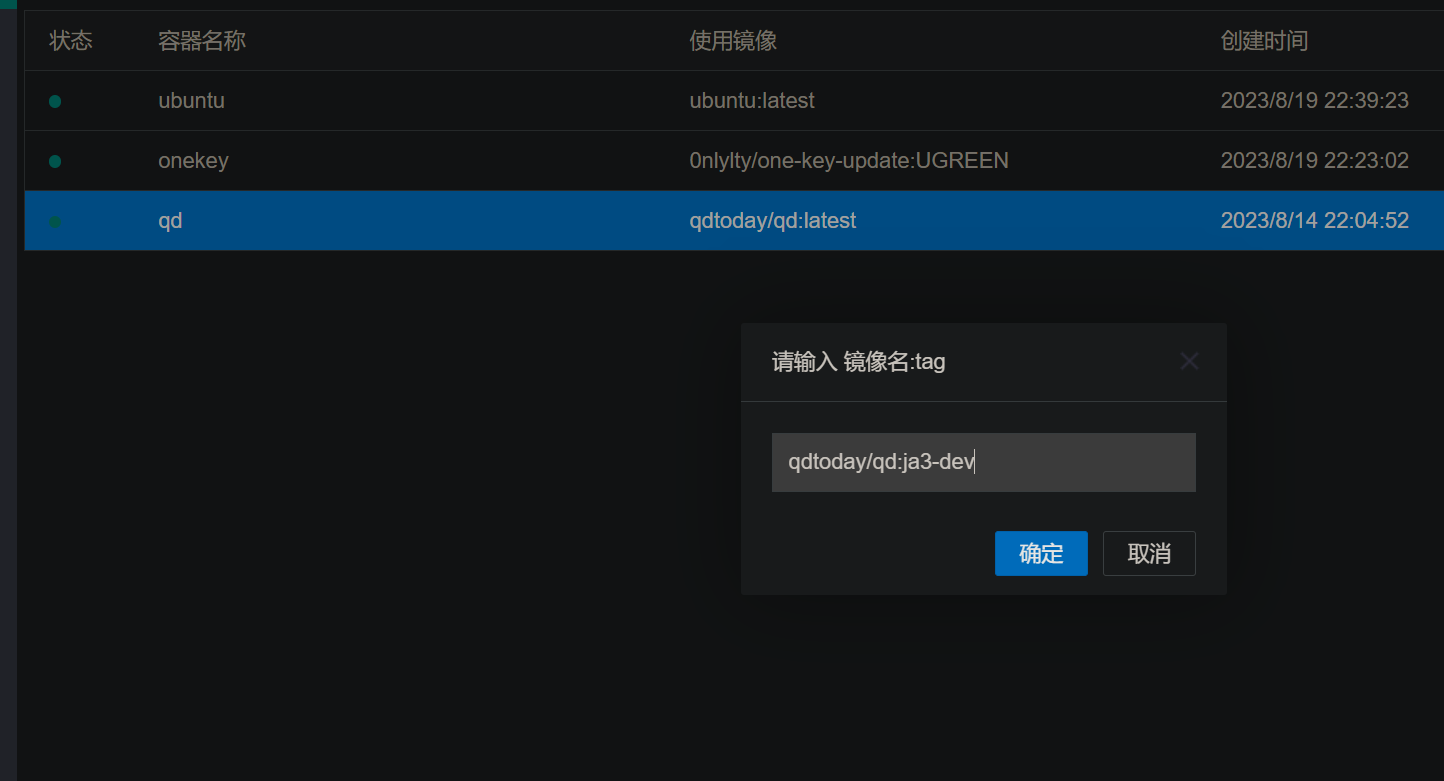 状态 容器名称 使用镜像 创建时间
ubuntu ubuntu:latest 2023/8/19 22:39:23
onekey 0nlylty/one-key-update:UGREEN 2023/8/19 22:23:02
qd qdtoday/qd:latest 2023/8/14 22:04:52
请输入 镜像名:tag
qdtoday/qd:ja3-dev
确定 取消